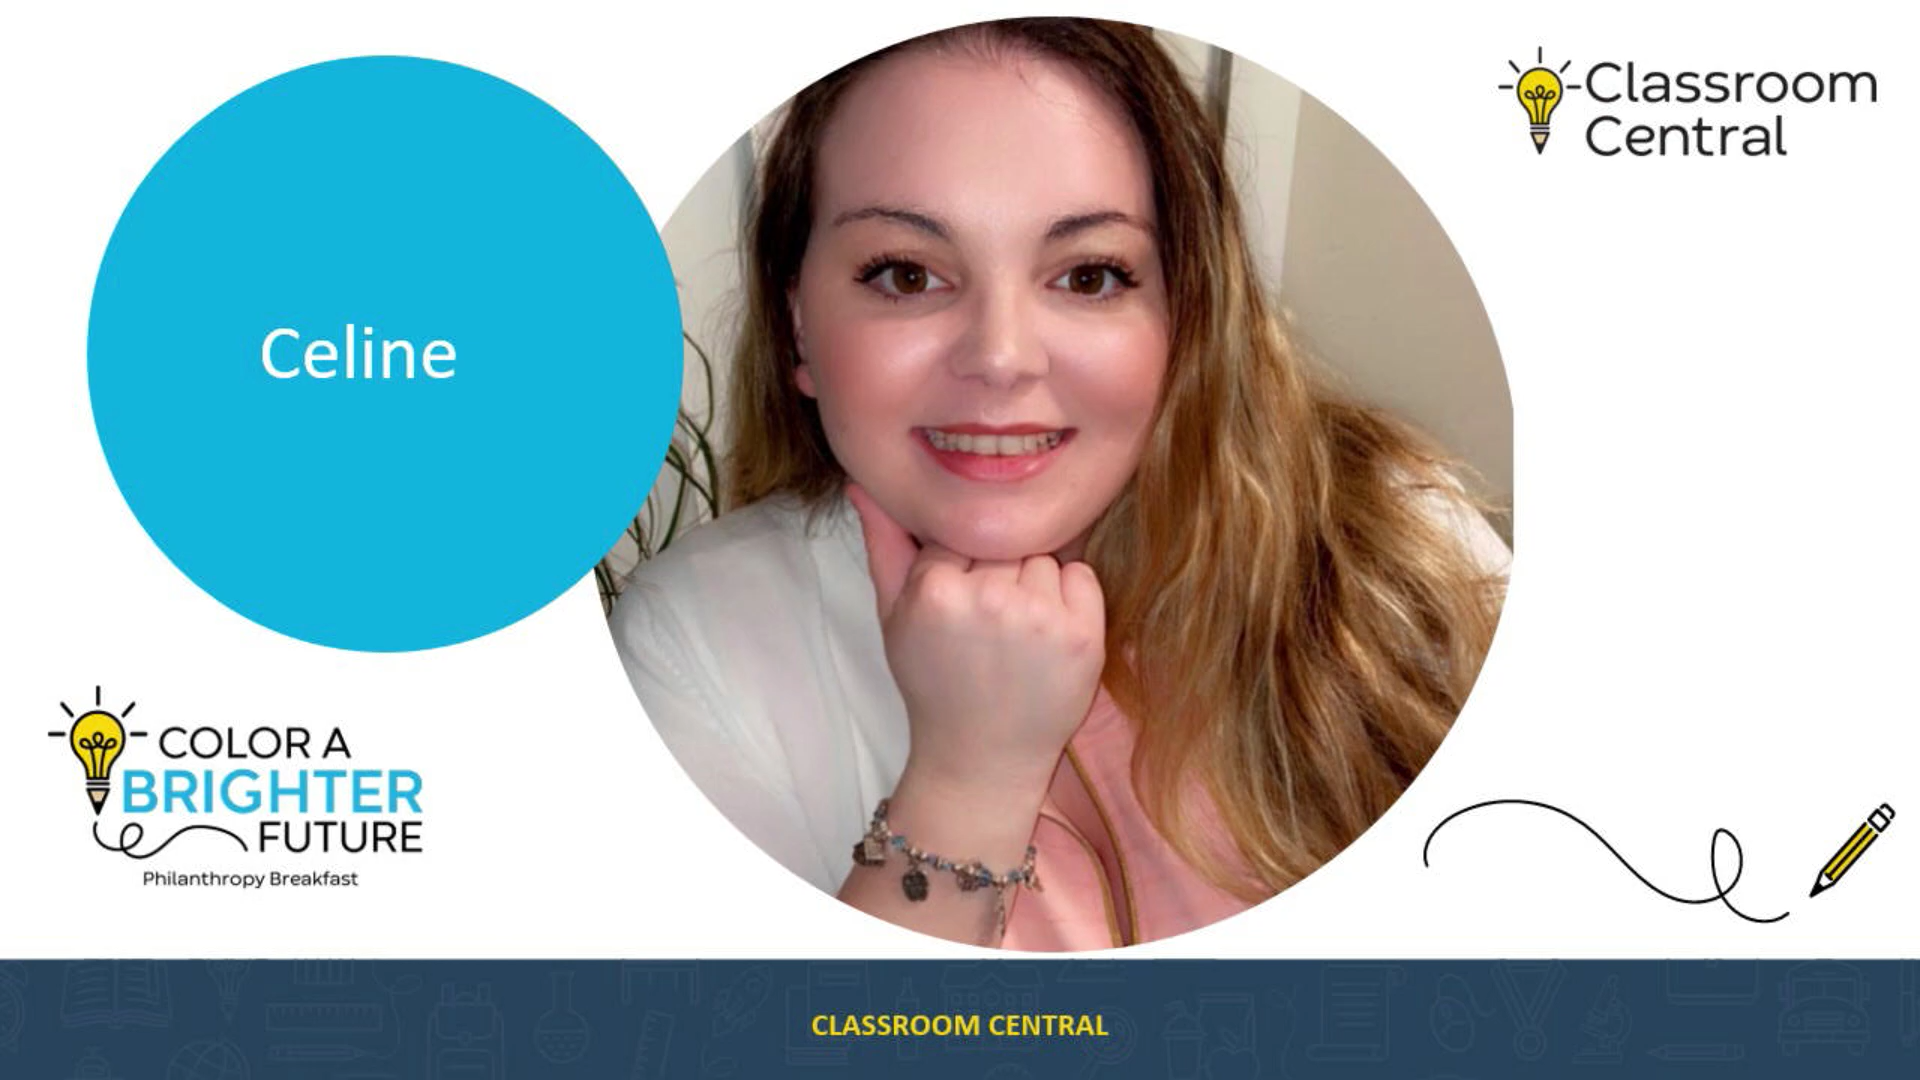 Celine
Classroom
Central
COLOR A
BRIGHTER
FUTURE
Philanthropy Breakfast
CLASSROOM CENTRAL